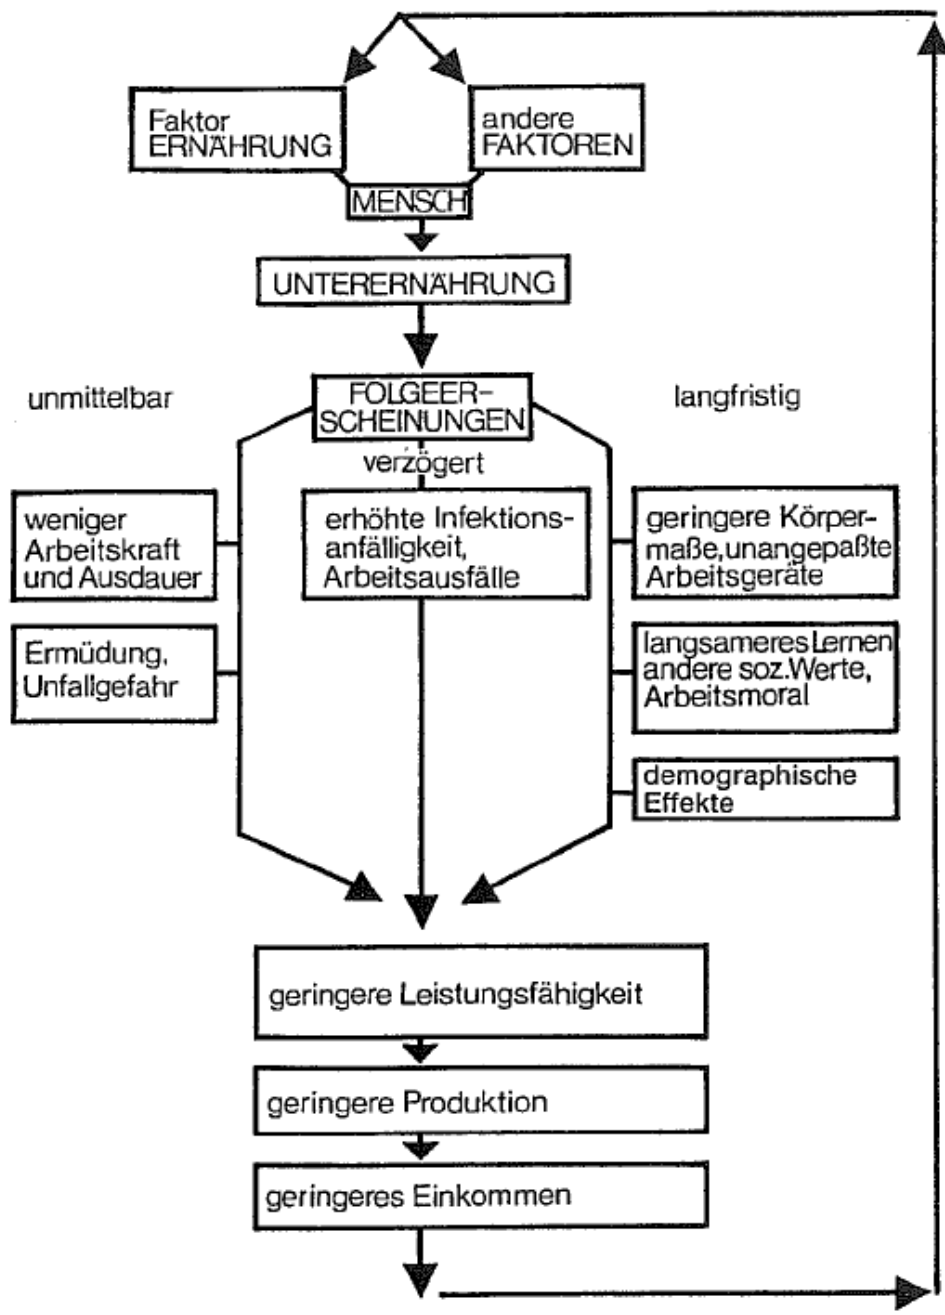 Faktor
ERNÄHRUNG
andere
FAKTOREN
MENSCH
UNTERERNÄHRUNG
unmittelbar
FOLGEER-
SCHEINUNGEN
langfristig
verzögert
weniger
Arbeitskraft
und Ausdauer
erhöhte Infektions-
anfälligkeit,
Arbeitsausfälle
geringere Körper-
maße, unangepaßte
Arbeitsgeräte
Ermüdung,
Unfallgefahr
langsameres Lernen
andere soz. Werte,
Arbeitsmoral
demographische
Effekte
geringere Leistungsfähigkeit
geringere Produktion
geringeres Einkommen